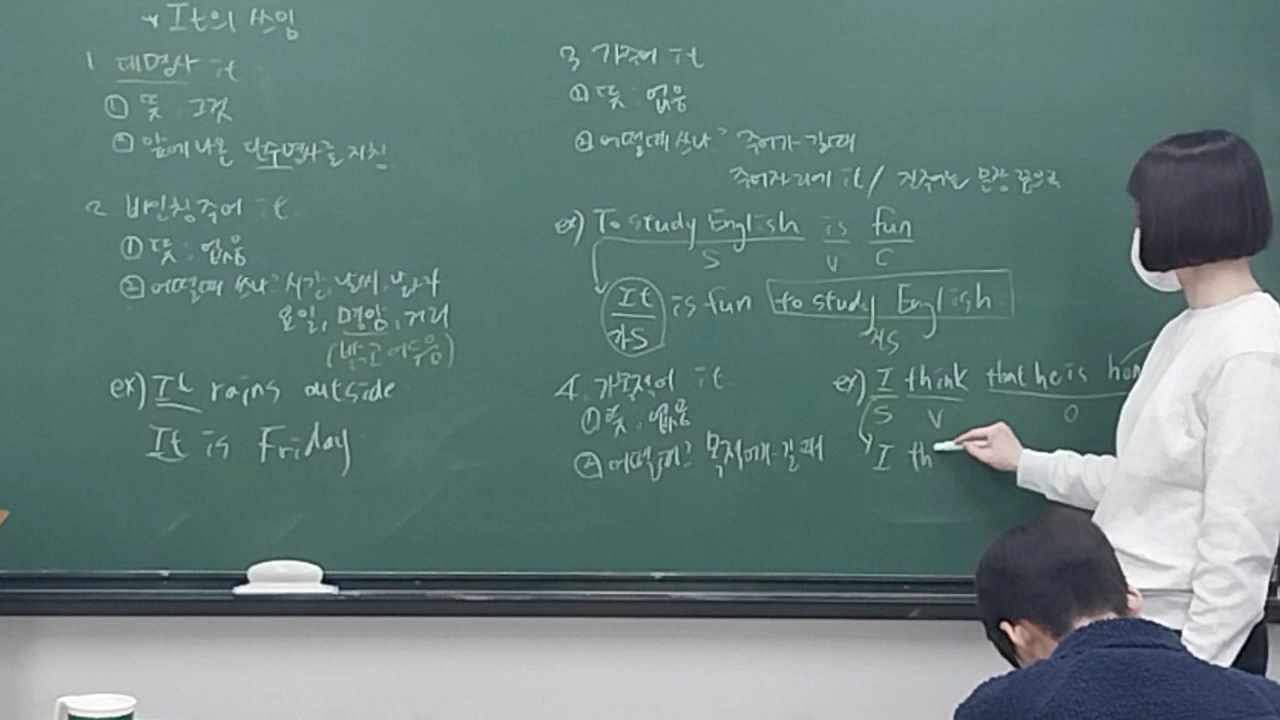 * It의 쓰임
1 대명사 it
① 뜻: 그것
② 앞에 나온 단수명사를 지칭
2 비인칭주어 it
① 뜻: 없음
② 어떨때 쓰나? 시간, 날씨, 날짜
요일, 명암, 거리
(밝고 어두움)
ex) It rains outside
It is Friday
3 가주어 it
① 뜻: 없음
② 어떨때 쓰나? 주어가 길때
주어자리에 it / 진주어는 문장 끝으로
ex) To study English is fun
S V C
It is fun to study English
가S 진S
4. 가목적어 it
① 뜻: 없음
② 어떨때? 목적어가 길때
ex) I think that he is
S V O
I th